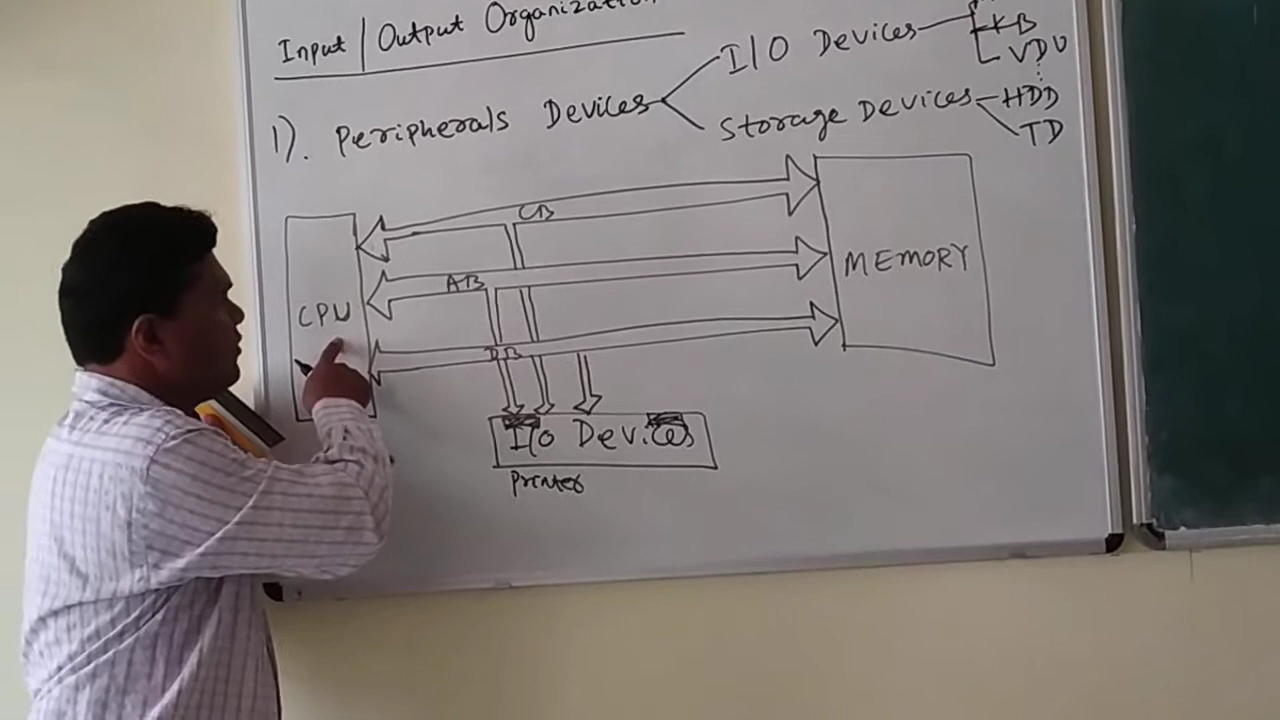 Input / Output Organization
1). Peripherals Devices
I/O Devices
KB
VDU
Storage Devices
HDD
TD
CB
CPU
AB
MEMORY
DB
I/O Devices
Printer